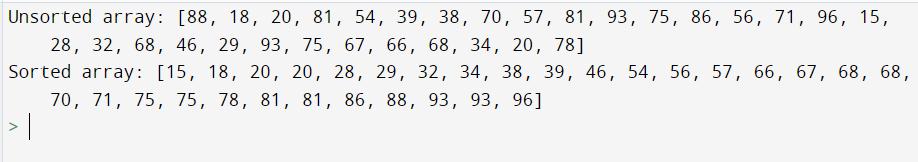 Unsorted array: [88, 18, 20, 81, 54, 39, 38, 70, 57, 81, 93, 75, 86, 56, 71, 96, 15,
28, 32, 68, 46, 29, 93, 75, 67, 66, 68, 34, 20, 78]
Sorted array: [15, 18, 20, 20, 28, 29, 32, 34, 38, 39, 46, 54, 56, 57, 66, 67, 68, 68,
70, 71, 75, 75, 78, 81, 81, 86, 88, 93, 93, 96]
>